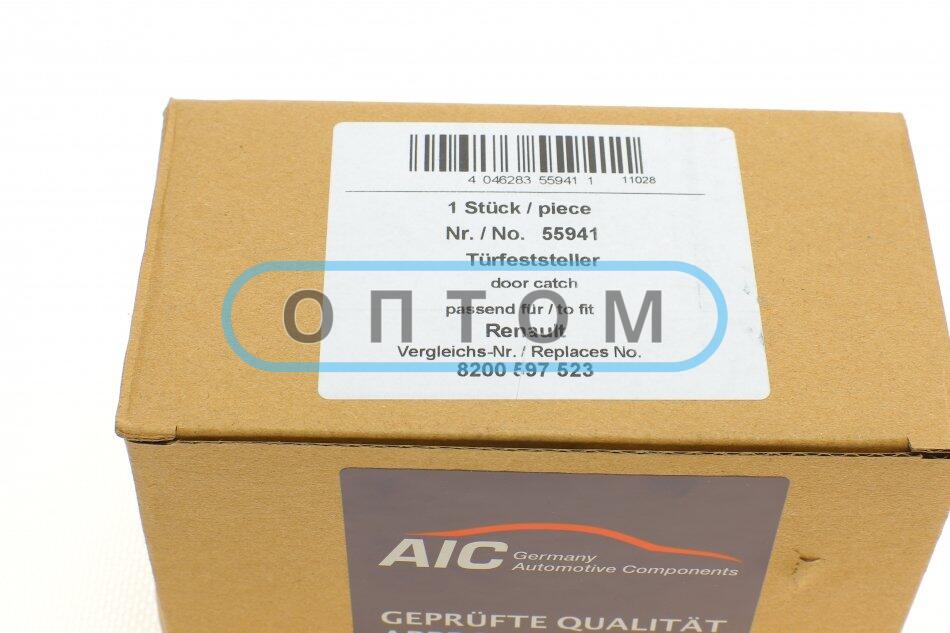 4 046283 55941 1 11028
1 Stück / piece
Nr. / No. 55941
Türfeststeller
door catch
passend für / to fit
ОПТОМ
Renault
Vergleichs-Nr. / Replaces No.
8200 597 523
AIC Germany
Automotive Components
GEPRÜFTE QUALITÄT